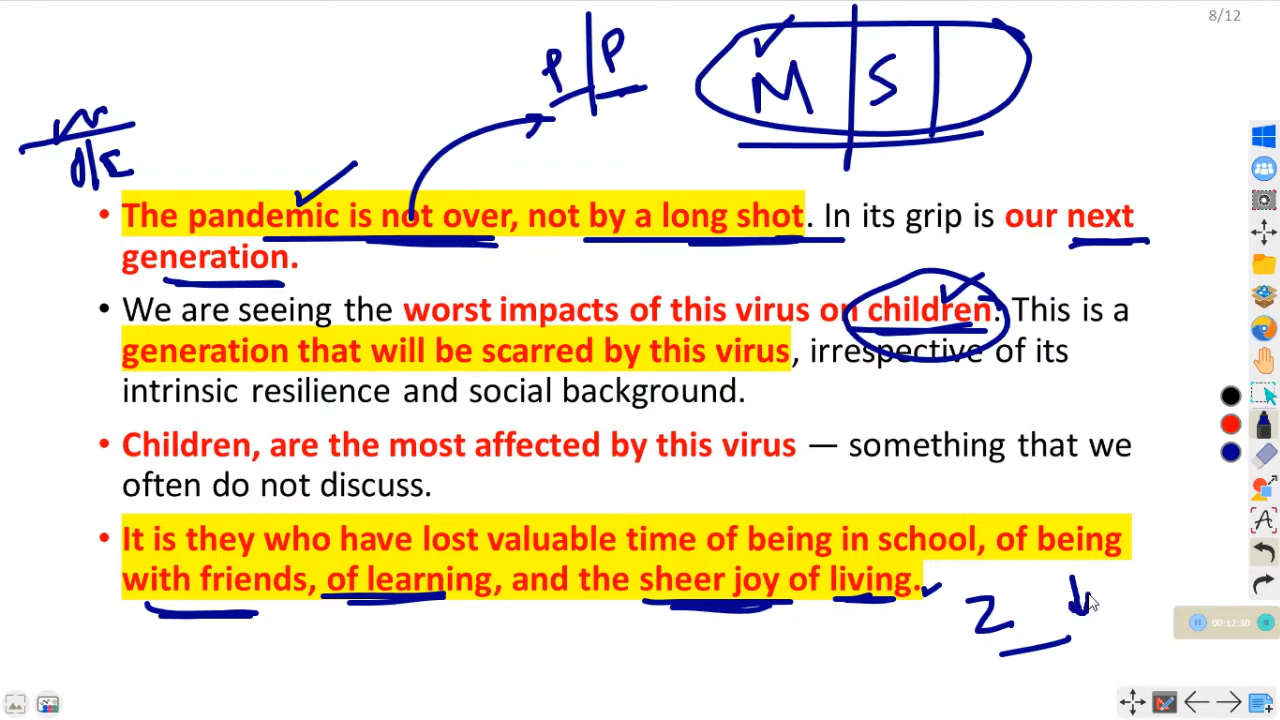 8/12
P P
M S
• The pandemic is not over, not by a long shot. In its grip is our next
generation.
• We are seeing the worst impacts of this virus on children. This is a
generation that will be scarred by this virus, irrespective of its
intrinsic resilience and social background.
• Children, are the most affected by this virus — something that we
often do not discuss.
• It is they who have lost valuable time of being in school, of being
with friends, of learning, and the sheer joy of living.
2
00:12:30